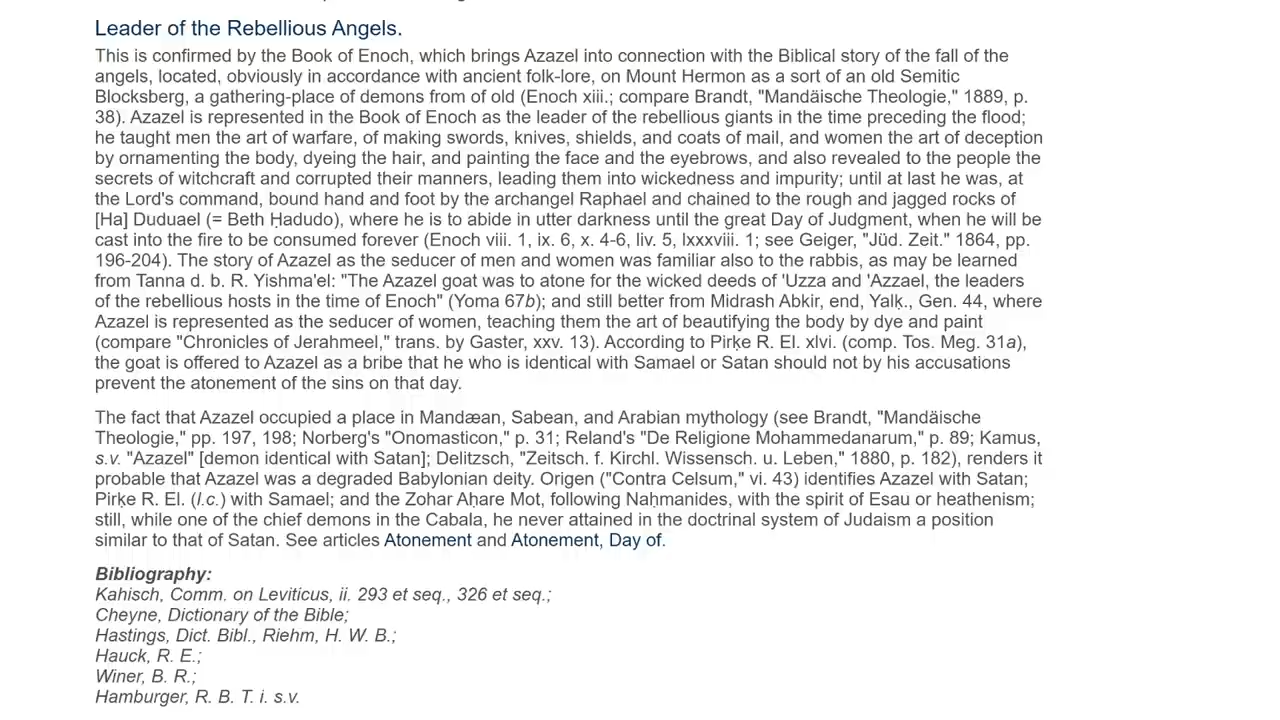 Leader of the Rebellious Angels.
This is confirmed by the Book of Enoch, which brings Azazel into connection with the Biblical story of the fall of the
angels, located, obviously in accordance with ancient folk-lore, on Mount Hermon as a sort of an old Semitic
Blocksberg, a gathering-place of demons from of old (Enoch xiii.; compare Brandt, "Mandäische Theologie," 1889, p.
38). Azazel is represented in the Book of Enoch as the leader of the rebellious giants in the time preceding the flood;
he taught men the art of warfare, of making swords, knives, shields, and coats of mail, and women the art of deception
by ornamenting the body, dyeing the hair, and painting the face and the eyebrows, and also revealed to the people the
secrets of witchcraft and corrupted their manners, leading them into wickedness and impurity; until at last he was, at
the Lord's command, bound hand and foot by the archangel Raphael and chained to the rough and jagged rocks of
[Ha] Duduael (= Beth Ḥadudo), where he is to abide in utter darkness until the great Day of Judgment, when he will be
cast into the fire to be consumed forever (Enoch viii. 1, ix. 6, x. 4-6, liv. 5, lxxxviii. 1; see Geiger, "Jüd. Zeit." 1864, pp.
196-204). The story of Azazel as the seducer of men and women was familiar also to the rabbis, as may be learned
from Tanna d. b. R. Yishma'el: "The Azazel goat was to atone for the wicked deeds of 'Uzza and 'Azzael, the leaders
of the rebellious hosts in the time of Enoch" (Yoma 67b); and still better from Midrash Abkir, end, Yalḳ., Gen. 44, where
Azazel is represented as the seducer of women, teaching them the art of beautifying the body by dye and paint
(compare "Chronicles of Jerahmeel," trans. by Gaster, xxv. 13). According to Pirḳe R. El. xlvi. (comp. Tos. Meg. 31a),
the goat is offered to Azazel as a bribe that he who is identical with Samael or Satan should not by his accusations
prevent the atonement of the sins on that day.
The fact that Azazel occupied a place in Mandæan, Sabean, and Arabian mythology (see Brandt, "Mandäische
Theologie," pp. 197, 198; Norberg's "Onomasticon," p. 31; Reland's "De Religione Mohammedanarum," p. 89; Kamus,
s.v. "Azazel" [demon identical with Satan]; Delitzsch, "Zeitsch. f. Kirchl. Wissensch. u. Leben," 1880, p. 182), renders it
probable that Azazel was a degraded Babylonian deity. Origen ("Contra Celsum," vi. 43) identifies Azazel with Satan;
Pirḳe R. El. (l.c.) with Samael; and the Zohar Aḥare Mot, following Naḥmanides, with the spirit of Esau or heathenism;
still, while one of the chief demons in the Cabala, he never attained in the doctrinal system of Judaism a position
similar to that of Satan. See articles Atonement and Atonement, Day of.
Bibliography:
Kahisch, Comm. on Leviticus, ii. 293 et seq., 326 et seq.;
Cheyne, Dictionary of the Bible;
Hastings, Dict. Bibl., Riehm, H. W. B.;
Hauck, R. E.;
Winer, B. R.;
Hamburger, R. B. T. i. s.v.